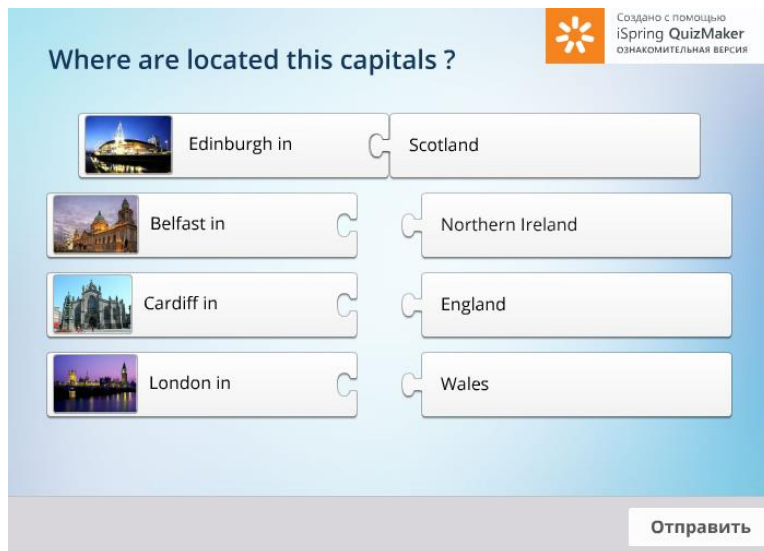 Where are located this capitals ?
Создано с помощью
iSpring QuizMaker
ОЗНАКОМИТЕЛЬНАЯ ВЕРСИЯ
Edinburgh in Scotland
Belfast in Northern Ireland
Cardiff in England
London in Wales
Отправить